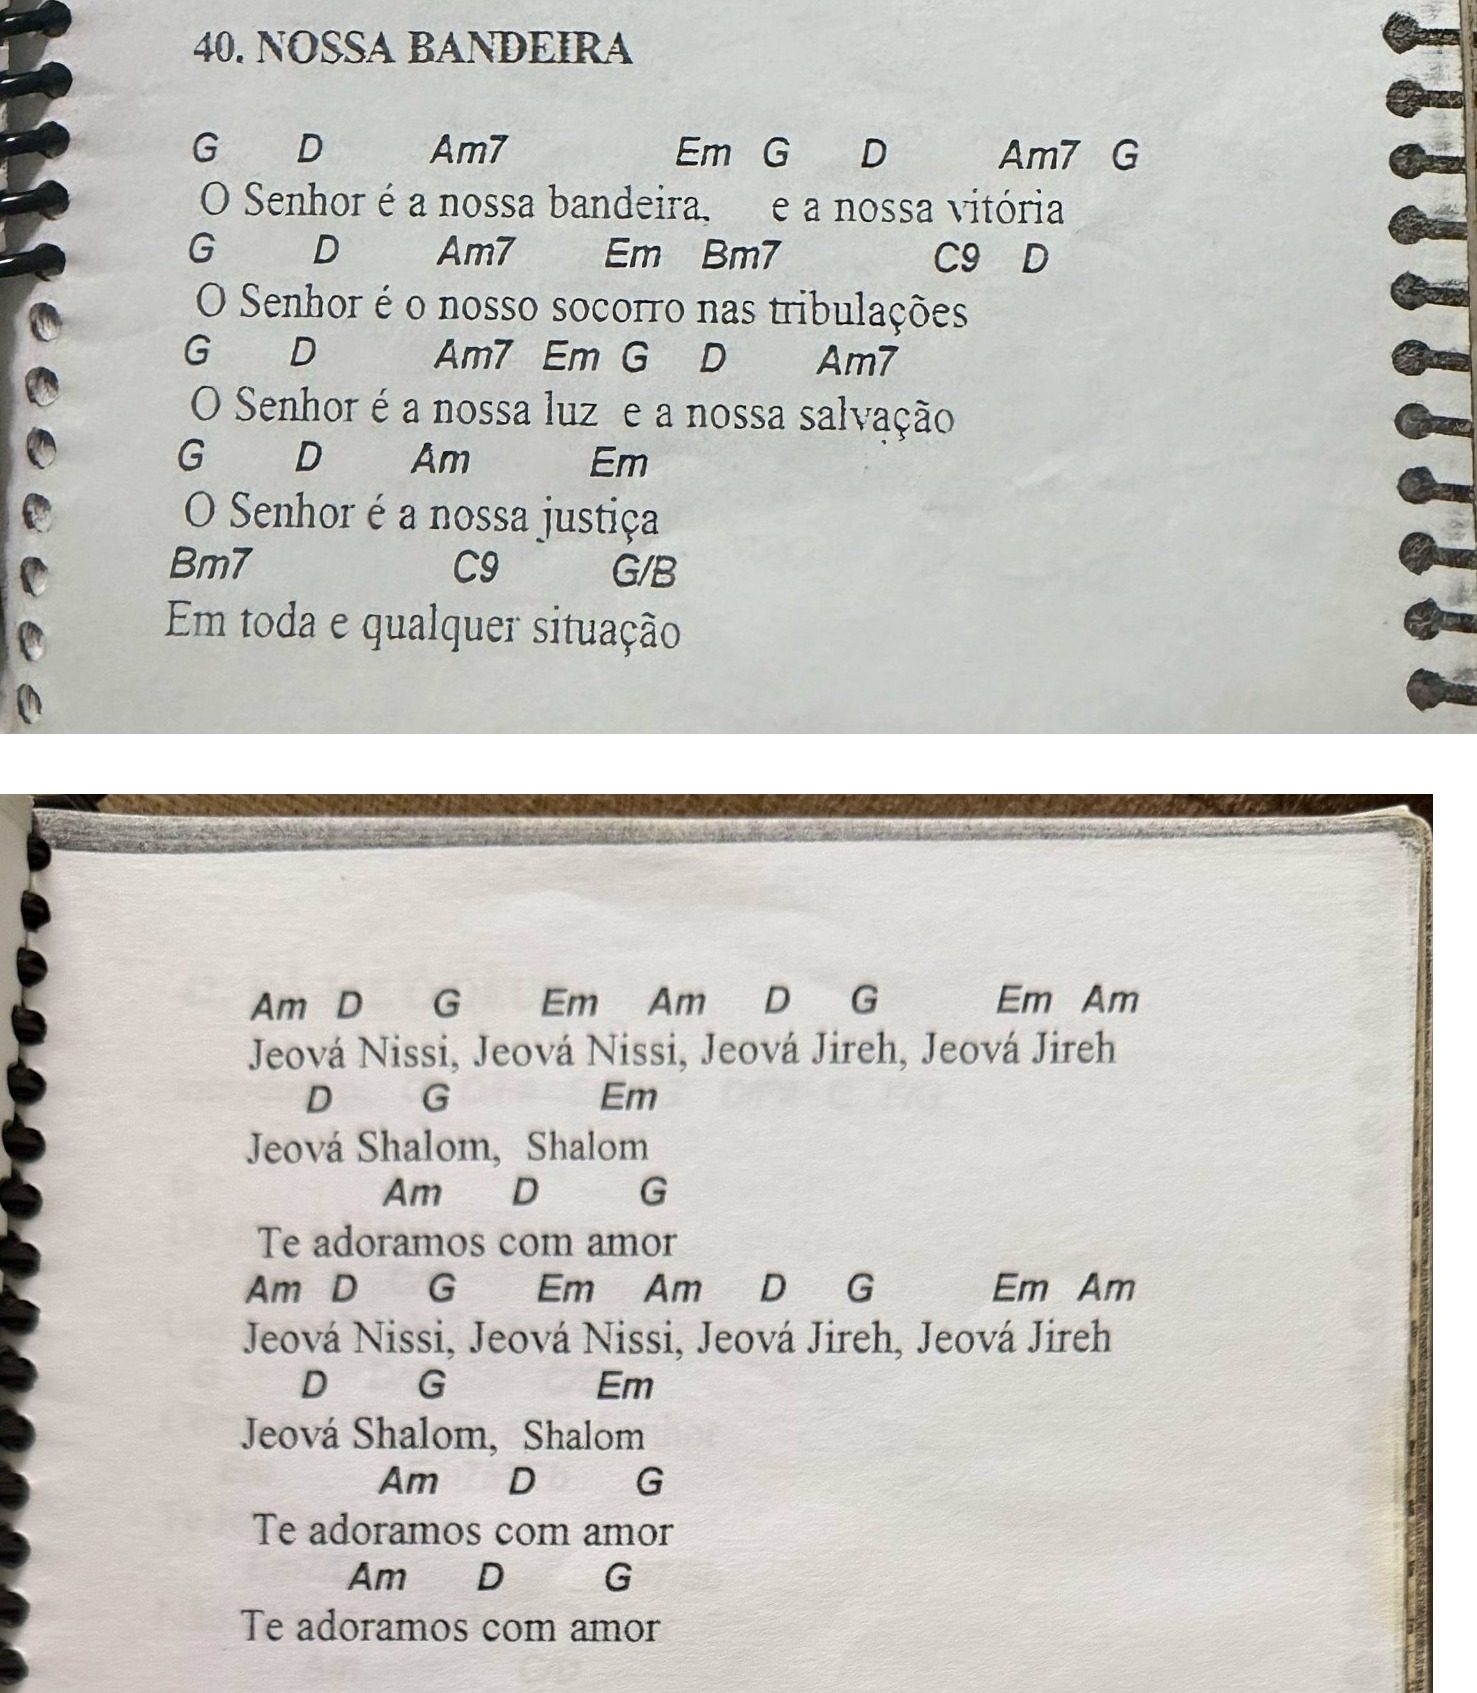 40. NOSSA BANDEIRA
G D Am7 Em G D Am7 G
O Senhor é a nossa bandeira, e a nossa vitória
G D Am7 Em Bm7 C9 D
O Senhor é o nosso socorro nas tribulações
G D Am7 Em G D Am7
O Senhor é a nossa luz e a nossa salvação
G D Am Em
O Senhor é a nossa justiça
Bm7 C9 G/B
Em toda e qualquer situação
Am D G Em Am D G Em Am
Jeová Nissi, Jeová Nissi, Jeová Jireh, Jeová Jireh
D G Em
Jeová Shalom, Shalom
Am D G
Te adoramos com amor
Am D G Em Am D G Em Am
Jeová Nissi, Jeová Nissi, Jeová Jireh, Jeová Jireh
D G Em
Jeová Shalom, Shalom
Am D G
Te adoramos com amor
Am D G
Te adoramos com amor